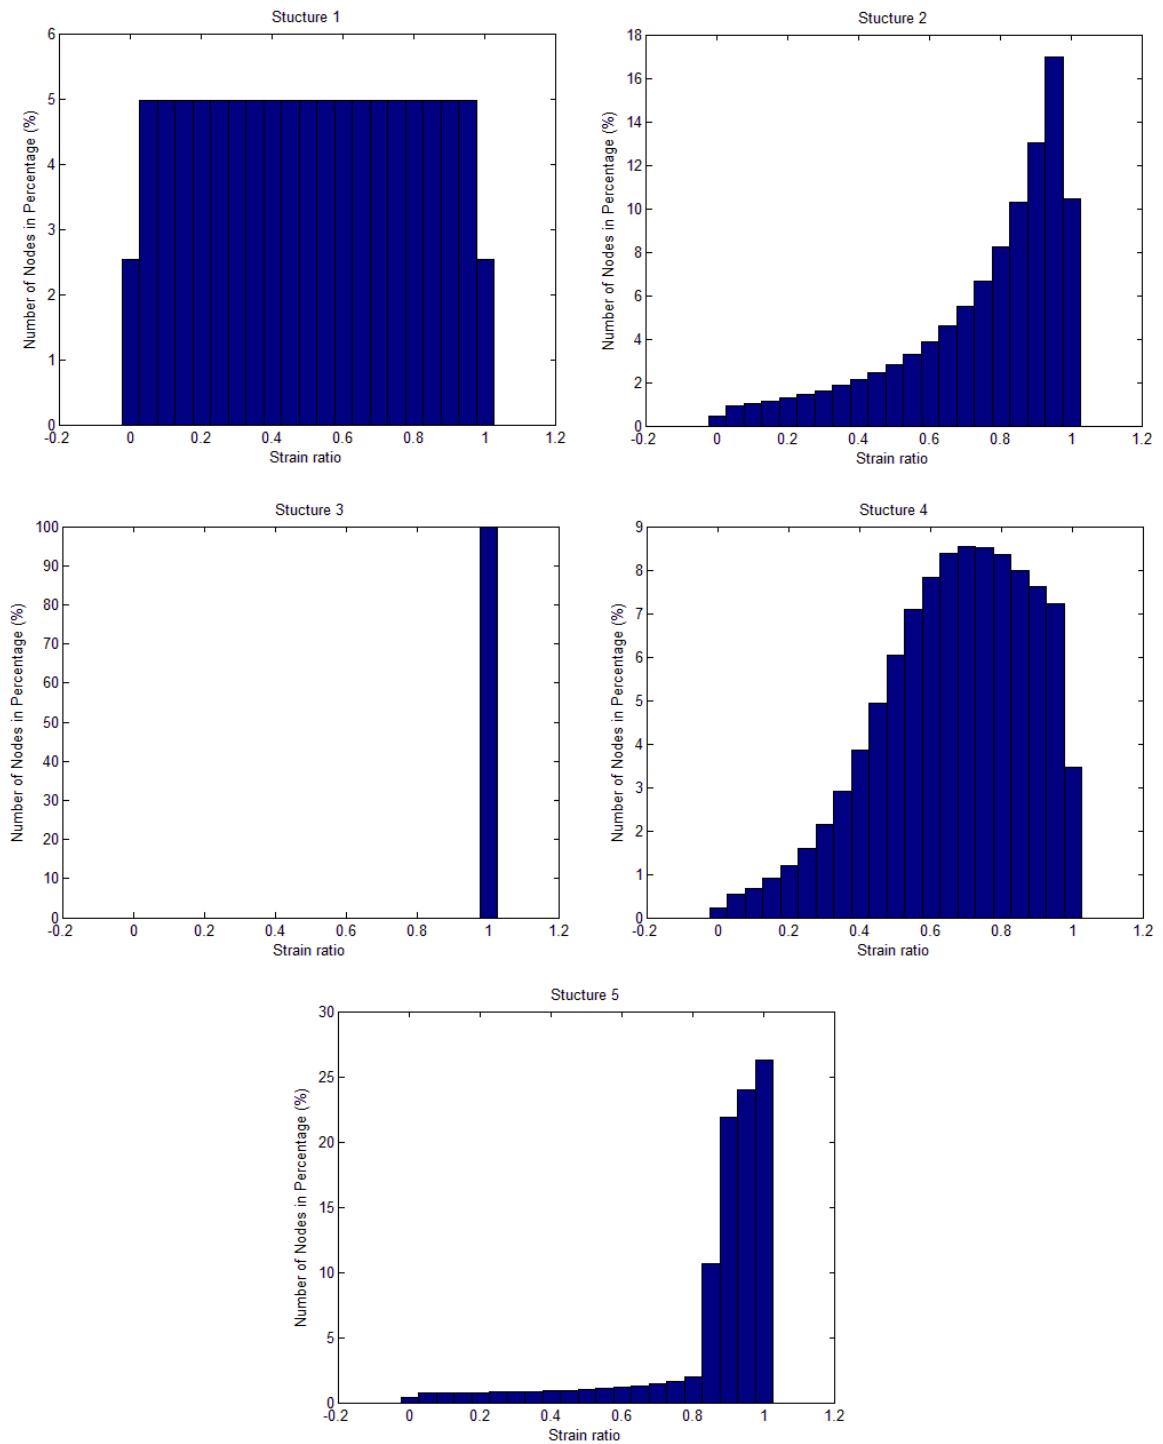 Stucture 1
6
5
4
3
2
1
0
Number of Nodes in Percentage (%)
-0.2 0 0.2 0.4 0.6 0.8 1 1.2
Strain ratio
Stucture 2
18
16
14
12
10
8
6
4
2
0
Number of Nodes in Percentage (%)
-0.2 0 0.2 0.4 0.6 0.8 1 1.2
Strain ratio
Stucture 3
100
90
80
70
60
50
40
30
20
10
0
Number of Nodes in Percentage (%)
-0.2 0 0.2 0.4 0.6 0.8 1 1.2
Strain ratio
Stucture 4
9
8
7
6
5
4
3
2
1
0
Number of Nodes in Percentage (%)
-0.2 0 0.2 0.4 0.6 0.8 1 1.2
Strain ratio
Stucture 5
30
25
20
15
10
5
0
Number of Nodes in Percentage (%)
-0.2 0 0.2 0.4 0.6 0.8 1 1.2
Strain ratio